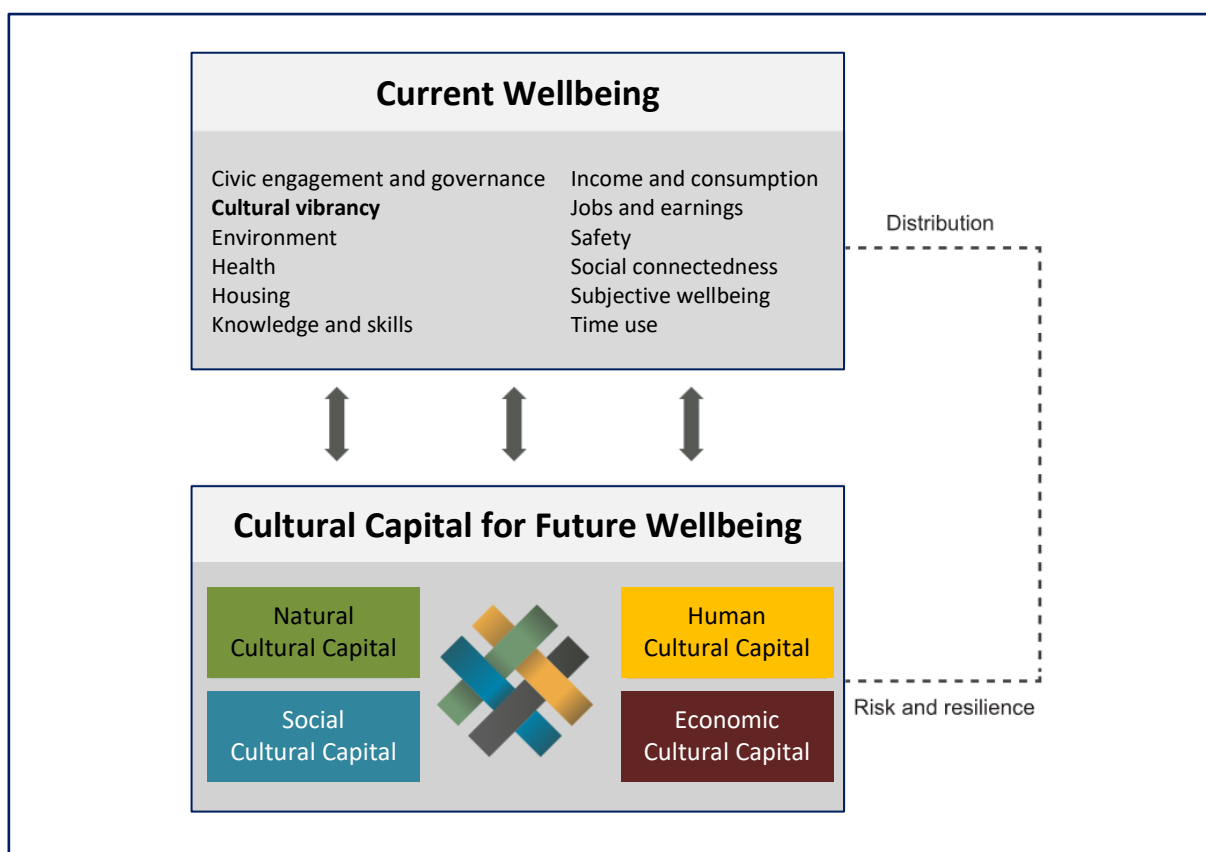 Current Wellbeing
Civic engagement and governance
Cultural vibrancy
Environment
Health
Housing
Knowledge and skills
Income and consumption
Jobs and earnings
Safety
Social connectedness
Subjective wellbeing
Time use
Distribution
Cultural Capital for Future Wellbeing
Natural
Cultural Capital
Human
Cultural Capital
Social
Cultural Capital
Economic
Cultural Capital
Risk and resilience